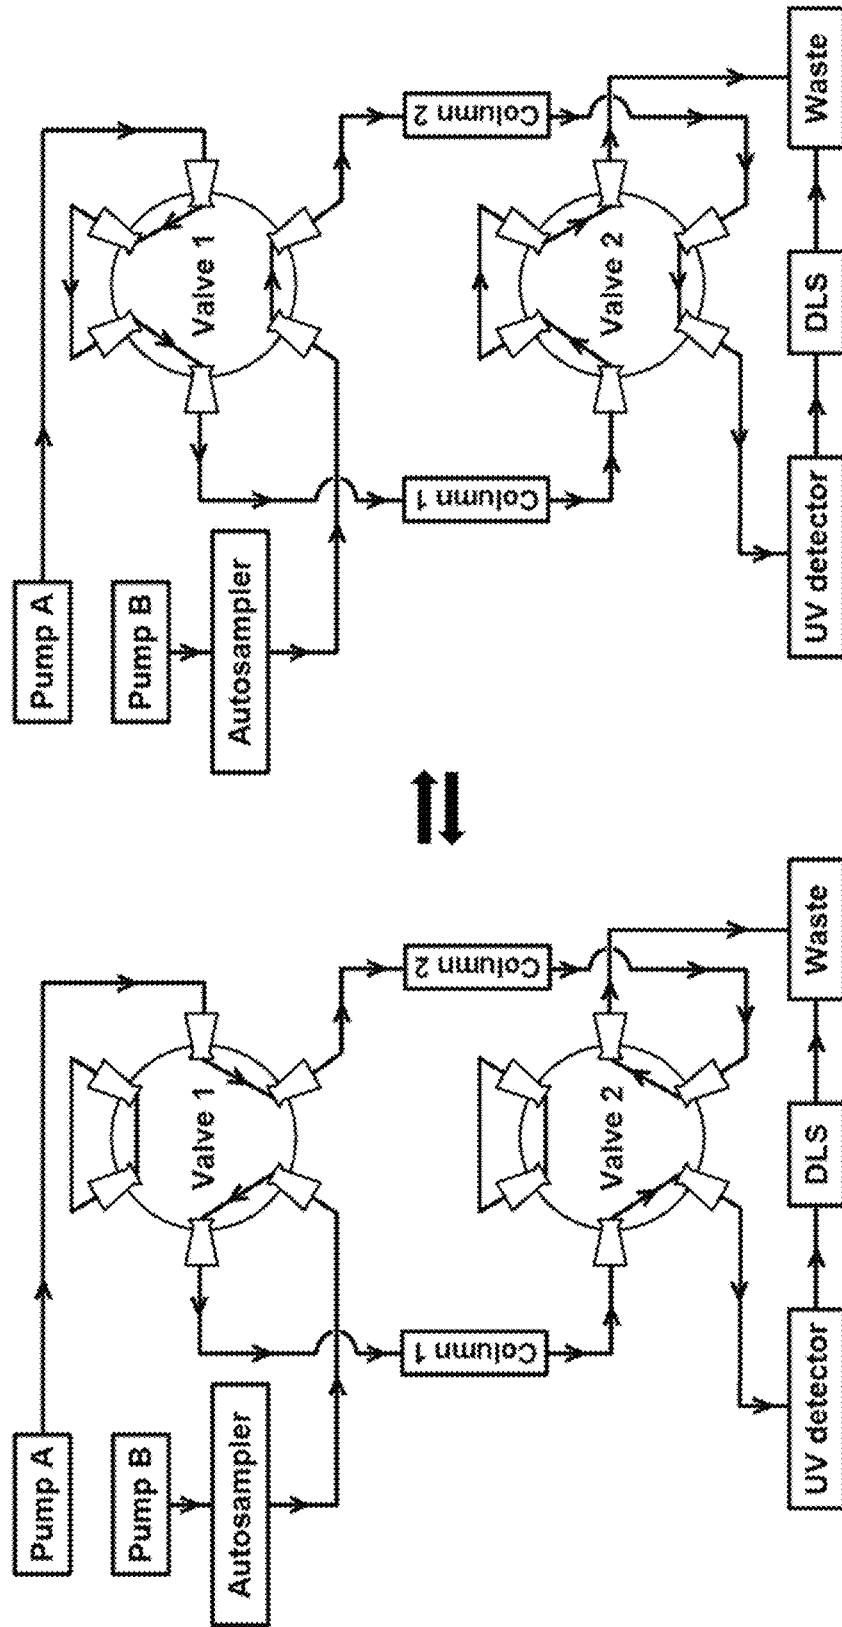 Pump A
Pump B
Autosampler
Valve 1
Column 1
Column 2
Valve 2
UV detector
DLS
Waste
Pump A
Pump B
Autosampler
Valve 1
Column 1
Column 2
Valve 2
UV detector
DLS
Waste